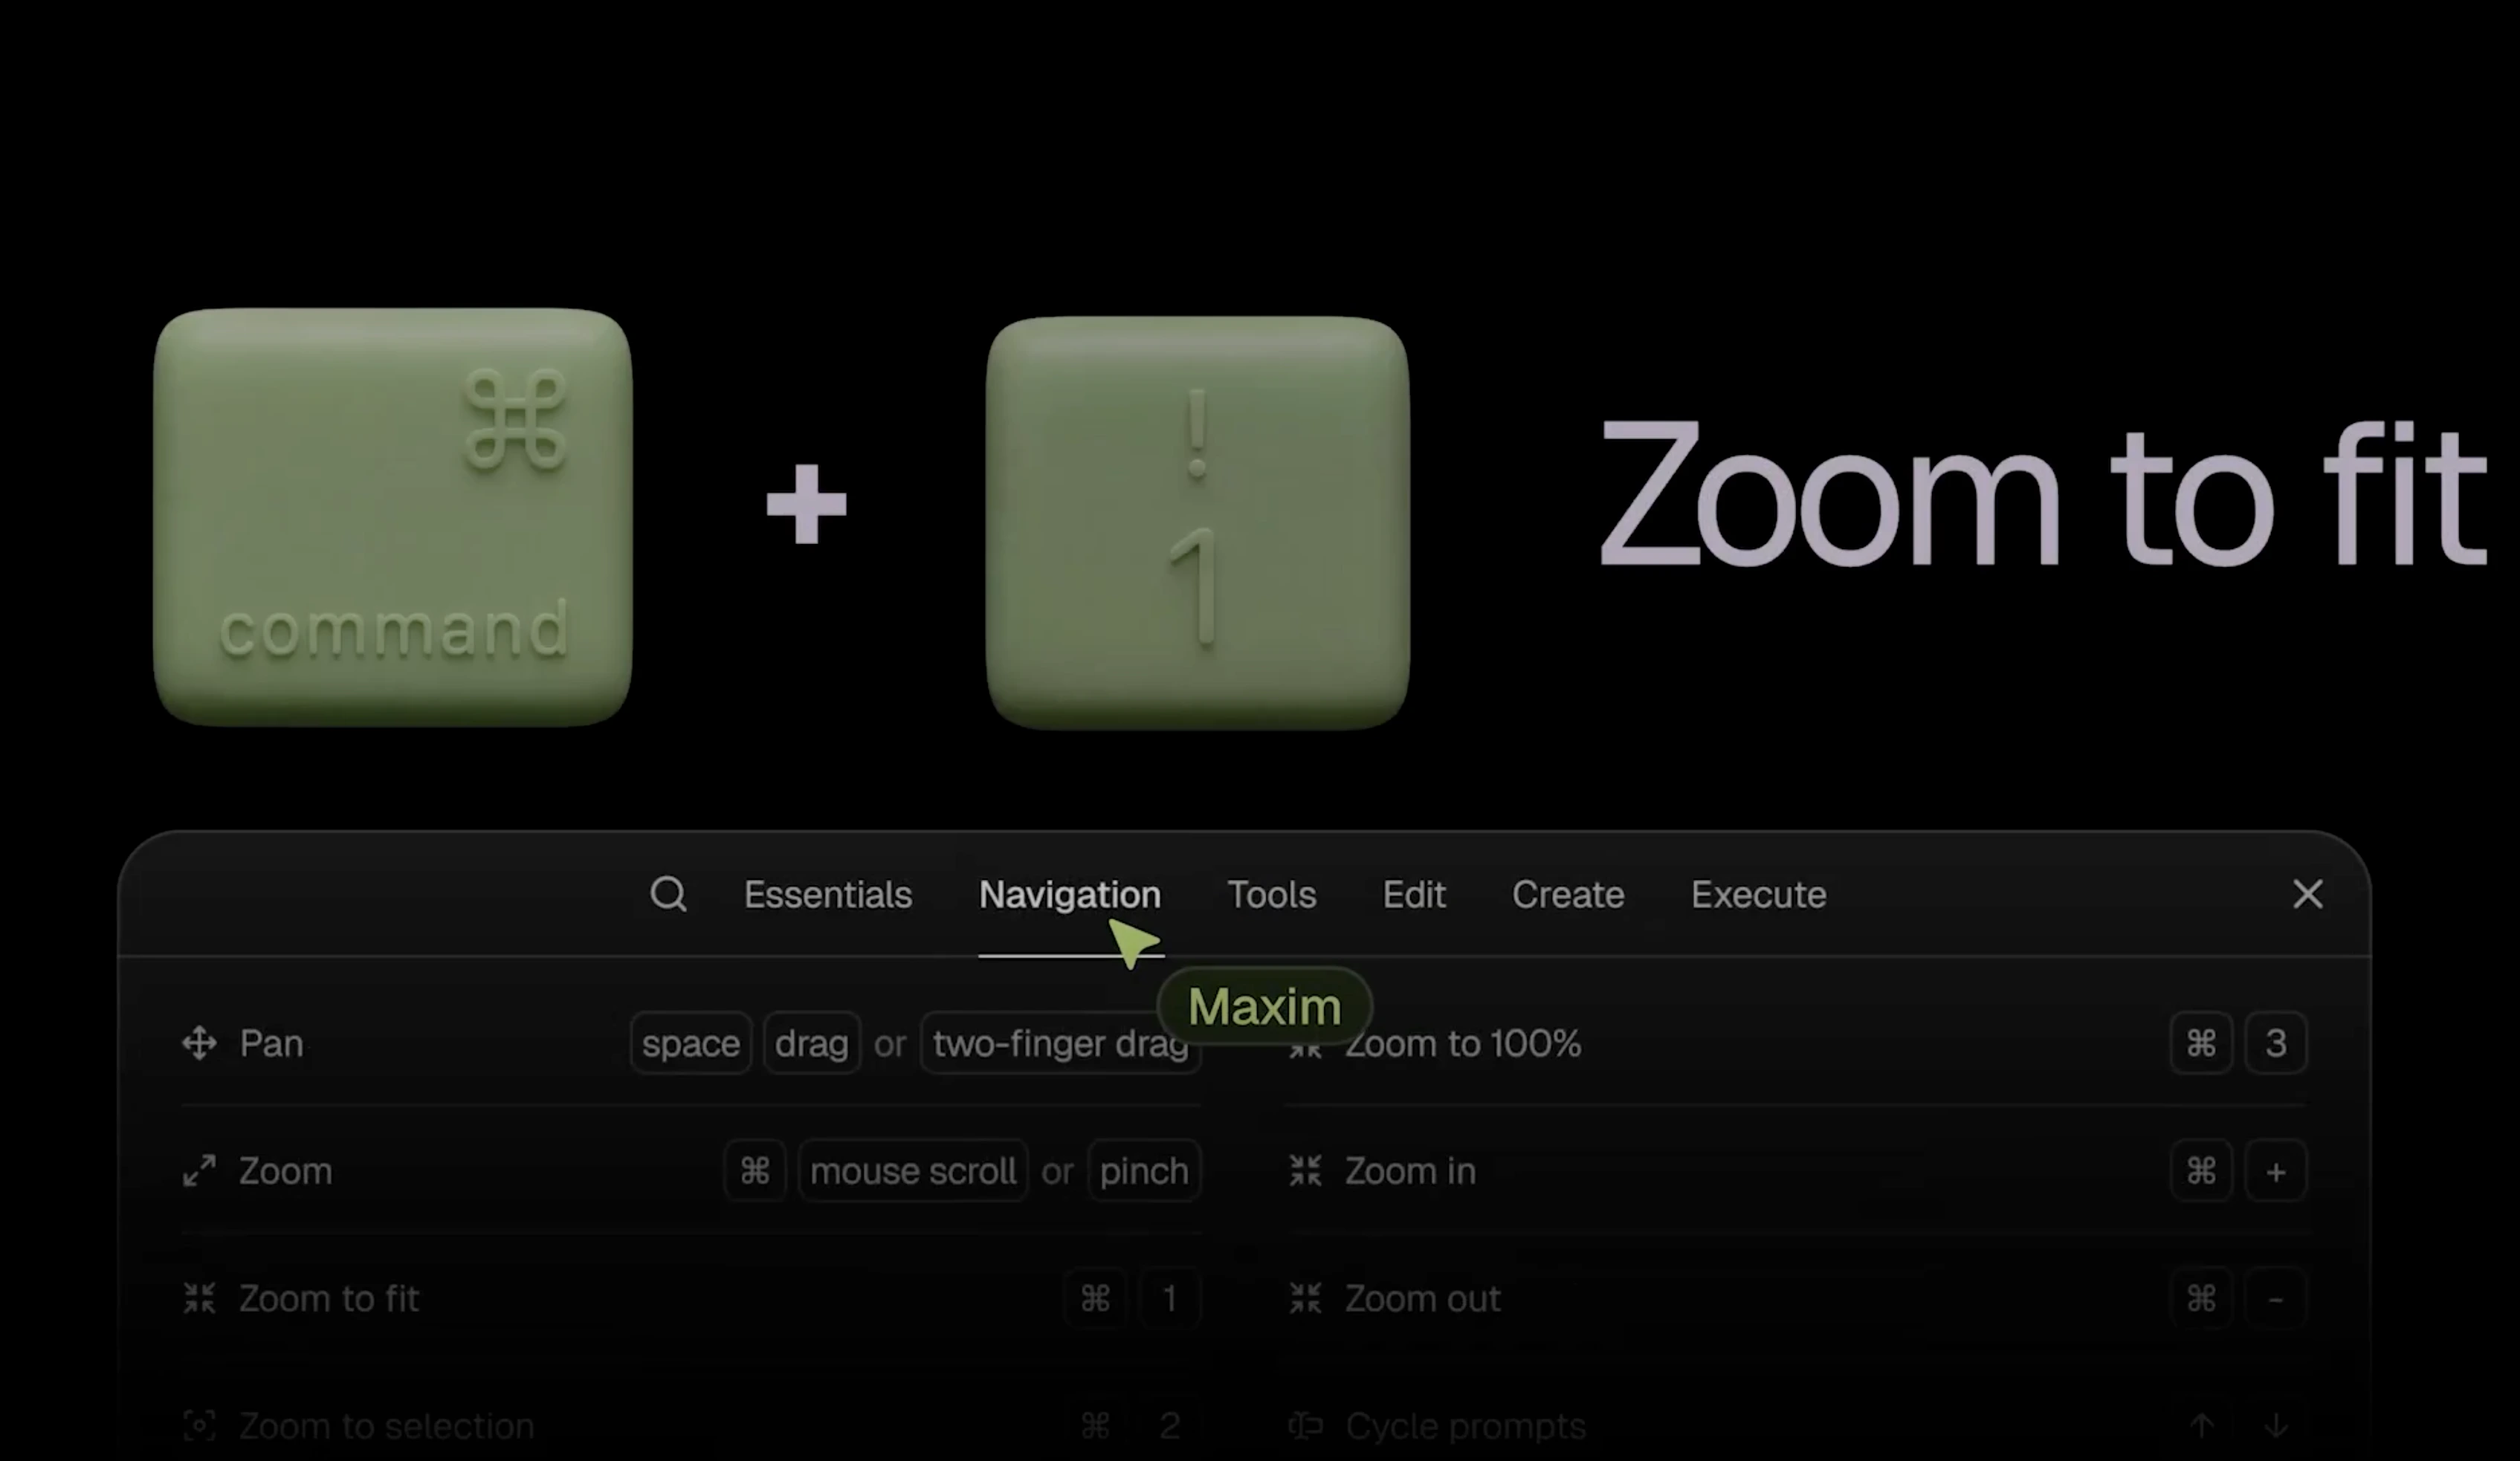 ⌘
command
+
!
1
Zoom to fit
Essentials Navigation Tools Edit Create Execute
Maxim
Pan space drag or two-finger drag
Zoom to 100% ⌘ 3
Zoom ⌘ mouse scroll or pinch
Zoom in ⌘ +
Zoom to fit ⌘ 1
Zoom out ⌘ -
Zoom to selection ⌘ 2
Cycle prompts ↑ ↓